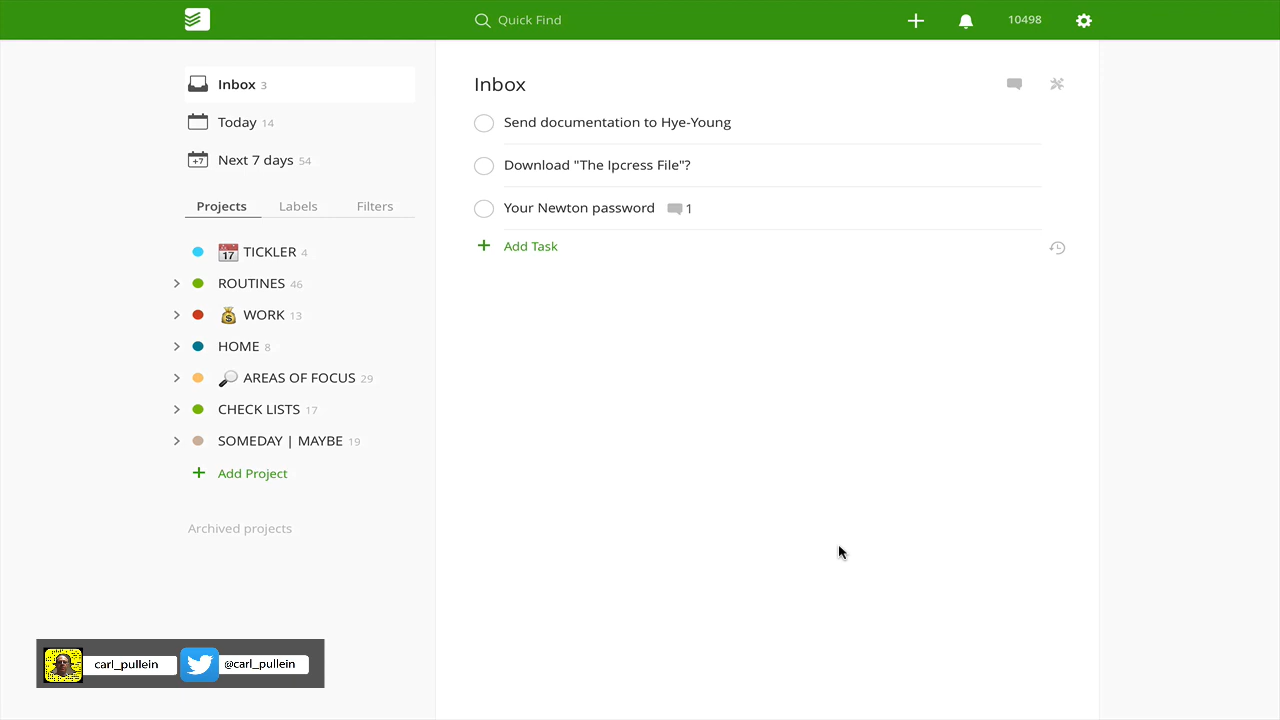 Quick Find
10498
Inbox 3
Today 14
+7 Next 7 days 54
Projects Labels Filters
17 TICKLER 4
ROUTINES 46
WORK 13
HOME 8
AREAS OF FOCUS 29
CHECK LISTS 17
SOMEDAY | MAYBE 19
+ Add Project
Archived projects
Inbox
Send documentation to Hye-Young
Download "The Ipcress File"?
Your Newton password 1
+ Add Task
carl_pullein @carl_pullein